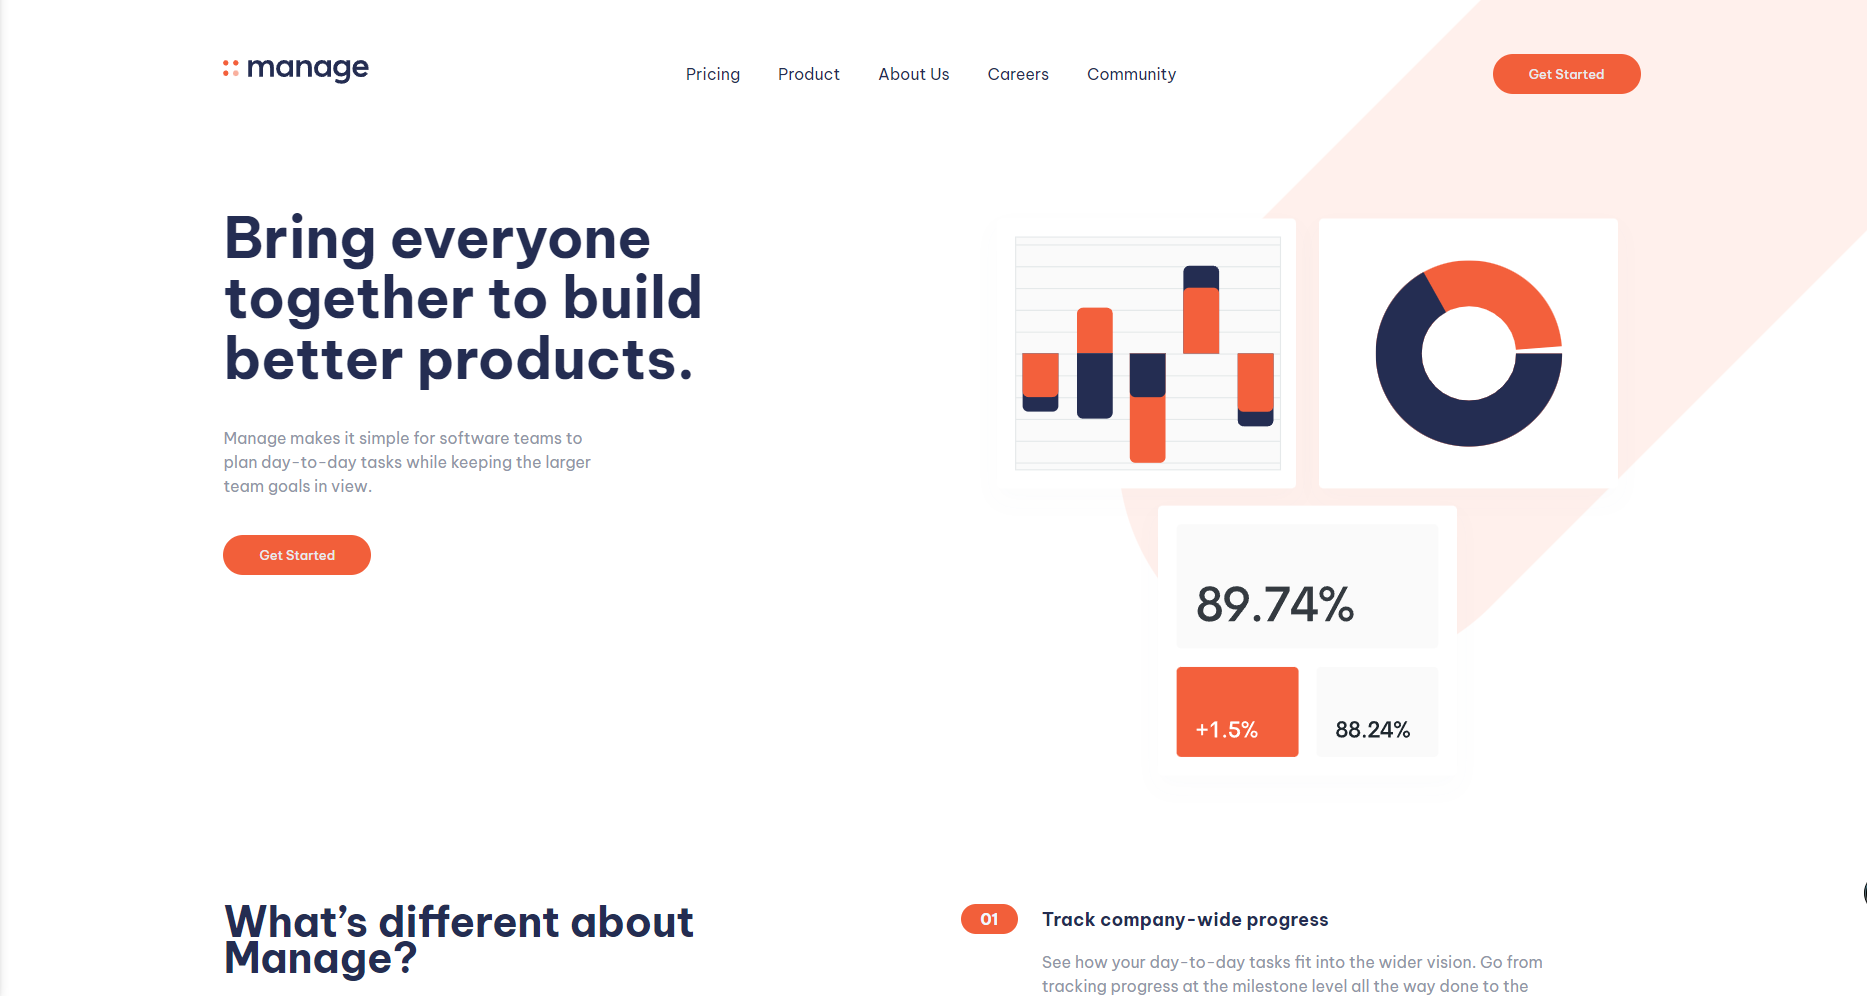 manage
Pricing Product About Us Careers Community
Get Started
Bring everyone
together to build
better products.
Manage makes it simple for software teams to
plan day-to-day tasks while keeping the larger
team goals in view.
Get Started
89.74%
+1.5%
88.24%
What’s different about
Manage?
01
Track company-wide progress
See how your day-to-day tasks fit into the wider vision. Go from
tracking progress at the milestone level all the way done to the